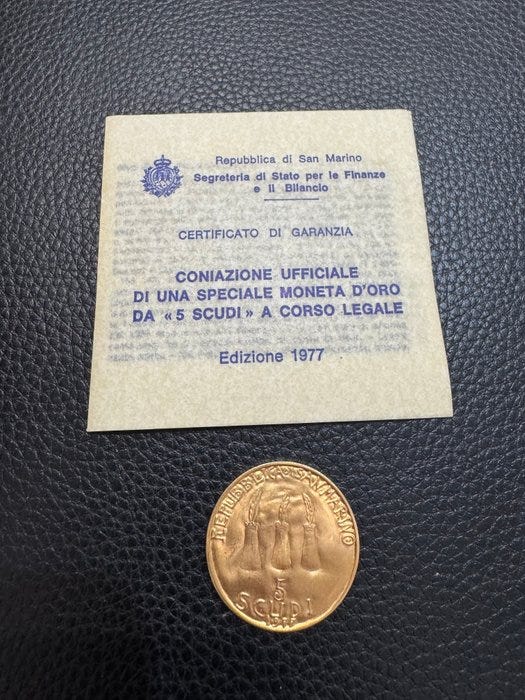 Repubblica di San Marino
Segreteria di Stato per le Finanze
e il Bilancio
CERTIFICATO DI GARANZIA
CONIAZIONE UFFICIALE
DI UNA SPECIALE MONETA D'ORO
DA « 5 SCUDI » A CORSO LEGALE
Edizione 1977
REPUBBLICA DI SAN MARINO
5
SCUDI
1977